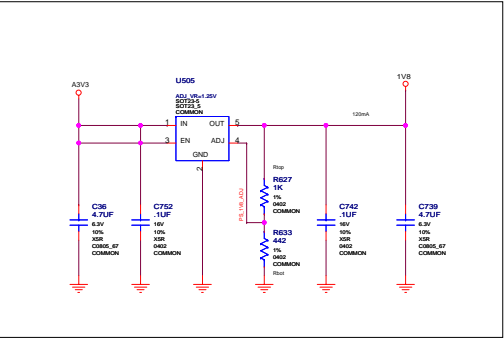 A3V3
U505
ADJ_VR=1.25V
SOT23-5
SOT23_5
COMMON
1 IN OUT 5
3 EN ADJ 4
GND
2
1V8
120mA
PS_1V8_ADJ
Rtop
R627
1K
1%
0402
COMMON
R633
442
1%
0402
COMMON
Rbot
C36
4.7UF
6.3V
10%
X5R
C0805_67
COMMON
C752
.1UF
16V
10%
X5R
0402
COMMON
C742
.1UF
16V
10%
X5R
0402
COMMON
C739
4.7UF
6.3V
10%
X5R
C0805_67
COMMON